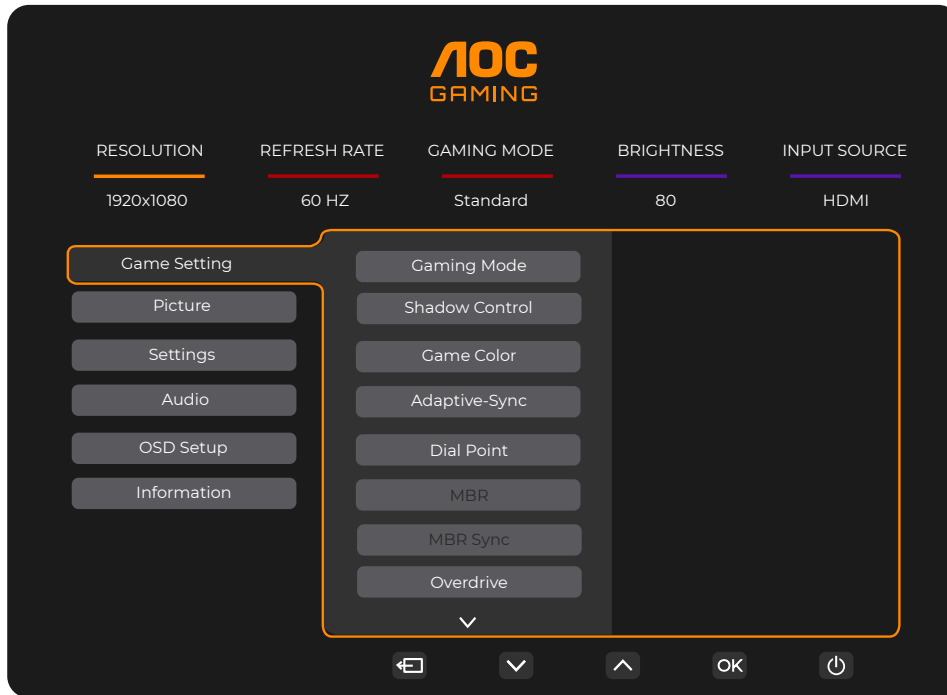 AOC
GAMING
RESOLUTION REFRESH RATE GAMING MODE BRIGHTNESS INPUT SOURCE
1920x1080 60 HZ Standard 80 HDMI
Game Setting
Picture
Settings
Audio
OSD Setup
Information
Gaming Mode
Shadow Control
Game Color
Adaptive-Sync
Dial Point
MBR
MBR Sync
Overdrive
OK